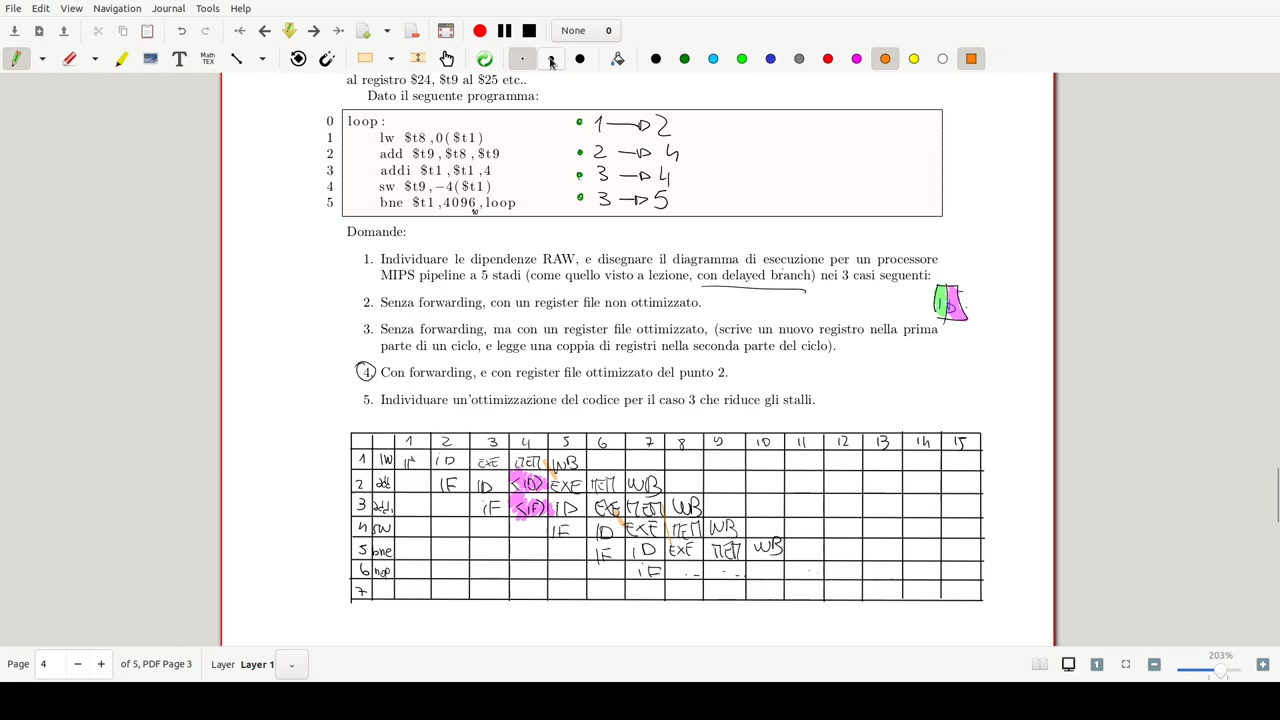 File Edit View Navigation Journal Tools Help
None 0
Math
TEX
al registro $24, $t9 al $25 etc..
Dato il seguente programma:
0 loop: 1 → 2
1 lw $t8,0($t1)
2 add $t9,$t8,$t9 2 → 4
3 addi $t1,$t1,4 3 → 4
4 sw $t9,−4($t1)
5 bne $t1,4096,loop 3 → 5
Domande:
1. Individuare le dipendenze RAW, e disegnare il diagramma di esecuzione per un processore
MIPS pipeline a 5 stadi (come quello visto a lezione, con delayed branch) nei 3 casi seguenti:
2. Senza forwarding, con un register file non ottimizzato. ID
3. Senza forwarding, ma con un register file ottimizzato, (scrive un nuovo registro nella prima
parte di un ciclo, e legge una coppia di registri nella seconda parte del ciclo).
4. Con forwarding, e con register file ottimizzato del punto 2.
5. Individuare un'ottimizzazione del codice per il caso 3 che riduce gli stalli.
1 2 3 4 5 6 7 8 9 10 11 12 13 14 15
1 lw IF iD EXE MEM WB
2 add IF ID <ID> EXE MEM WB
3 addi iF <IF> ID EXE MEM WB
4 sw IF ID EXE MEM WB
5 bne IF iD EXE MEM WB
6 nop iF
7
Page 4 of 5, PDF Page 3 Layer Layer 1 203%